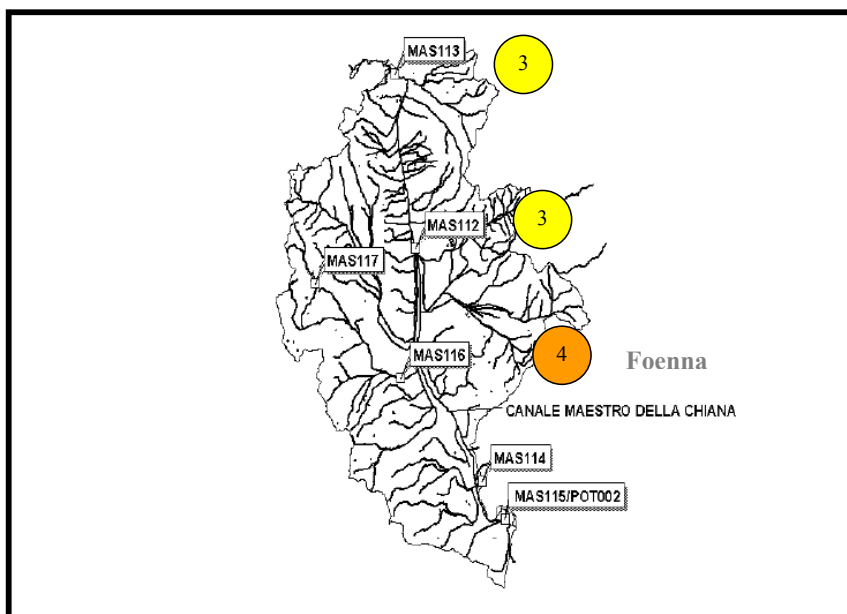 MAS113
3
3
MAS112
MAS117
4
MAS116
Foenna
CANALE MAESTRO DELLA CHIANA
MAS114
MAS115/POT002